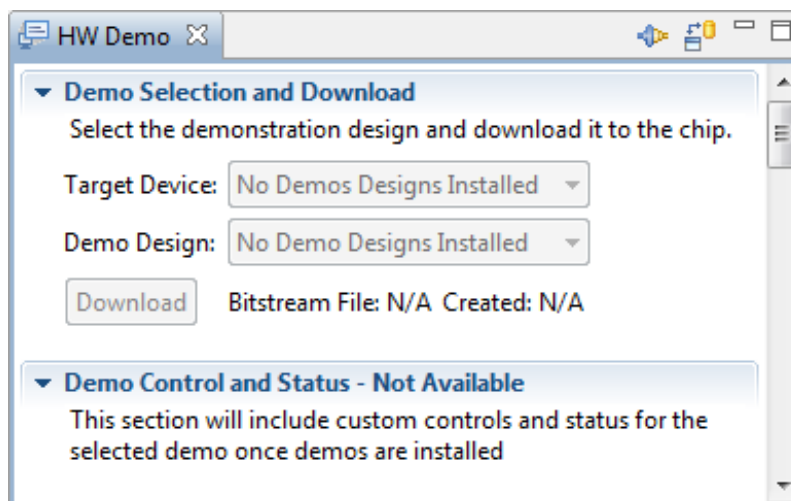 HW Demo
Demo Selection and Download
Select the demonstration design and download it to the chip.
Target Device: No Demos Designs Installed
Demo Design: No Demo Designs Installed
Download Bitstream File: N/A Created: N/A
Demo Control and Status - Not Available
This section will include custom controls and status for the
selected demo once demos are installed